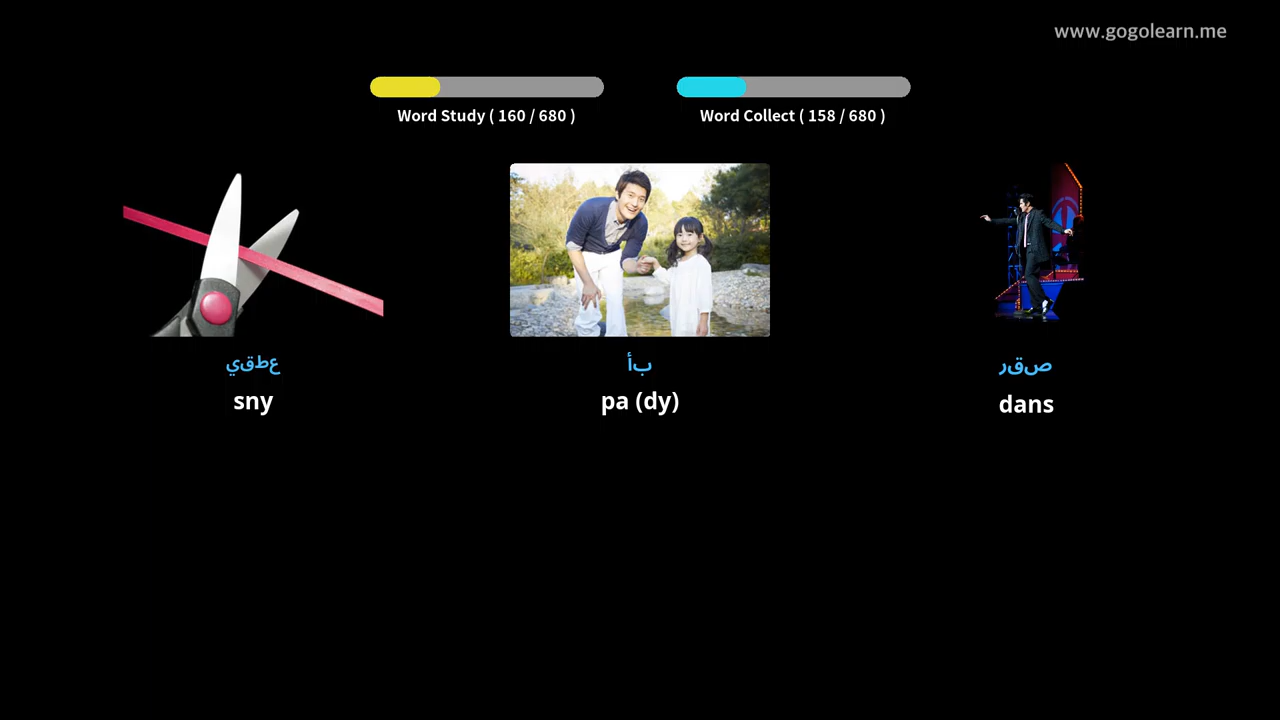 www.gogolearn.me
Word Study ( 160 / 680 )
Word Collect ( 158 / 680 )
عطقي
sny
بأ
pa (dy)
صقر
dans